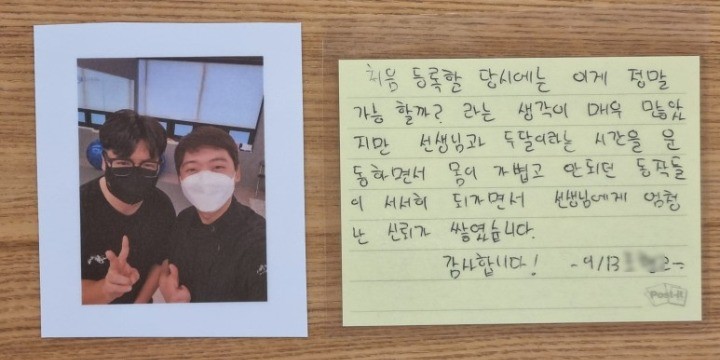 처음 등록할 당시에는 이게 정말
가능 할까? 라는 생각이 매우 많았
지만 선생님과 두달이라는 시간을 운
동하면서 몸이 가볍고 안되던 동작들
이 서서히 되가면서 선생님에게 엄청
난 신뢰가 쌓였습니다.
감사합니다! - 9/13
Post-it